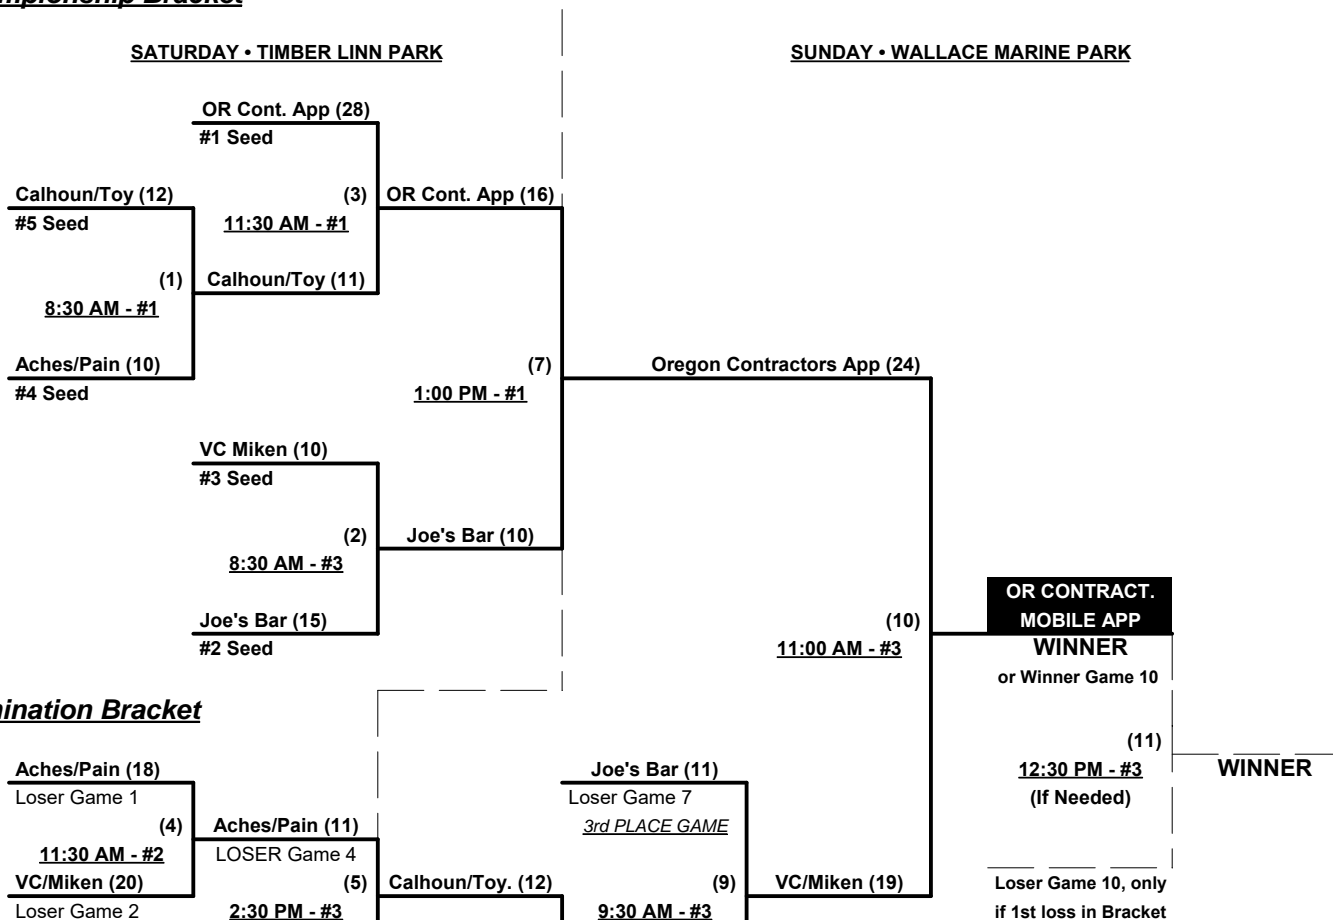 SATURDAY • TIMBER LINN PARK
SUNDAY • WALLACE MARINE PARK
OR Cont. App (28)
#1 Seed
Calhoun/Toy (12)
(3)
OR Cont. App (16)
#5 Seed
11:30 AM - #1
(1)
Calhoun/Toy (11)
8:30 AM - #1
Aches/Pain (10)
(7)
Oregon Contractors App (24)
#4 Seed
1:00 PM - #1
VC Miken (10)
#3 Seed
(2)
Joe's Bar (10)
8:30 AM - #3
OR CONTRACT.
MOBILE APP
Joe's Bar (15)
(10)
#2 Seed
11:00 AM - #3
WINNER
or Winner Game 10
Bracket
(11)
Aches/Pain (18)
Joe's Bar (11)
12:30 PM - #3
WINNER
Loser Game 1
Loser Game 7
(If Needed)
(4)
Aches/Pain (11)
3rd PLACE GAME
11:30 AM - #2
LOSER Game 4
VC/Miken (20)
(5)
Calhoun/Toy. (12)
(9)
VC/Miken (19)
Loser Game 10, only
Loser Game 2
2:30 PM - #3
9:30 AM - #3
if 1st loss in Bracket